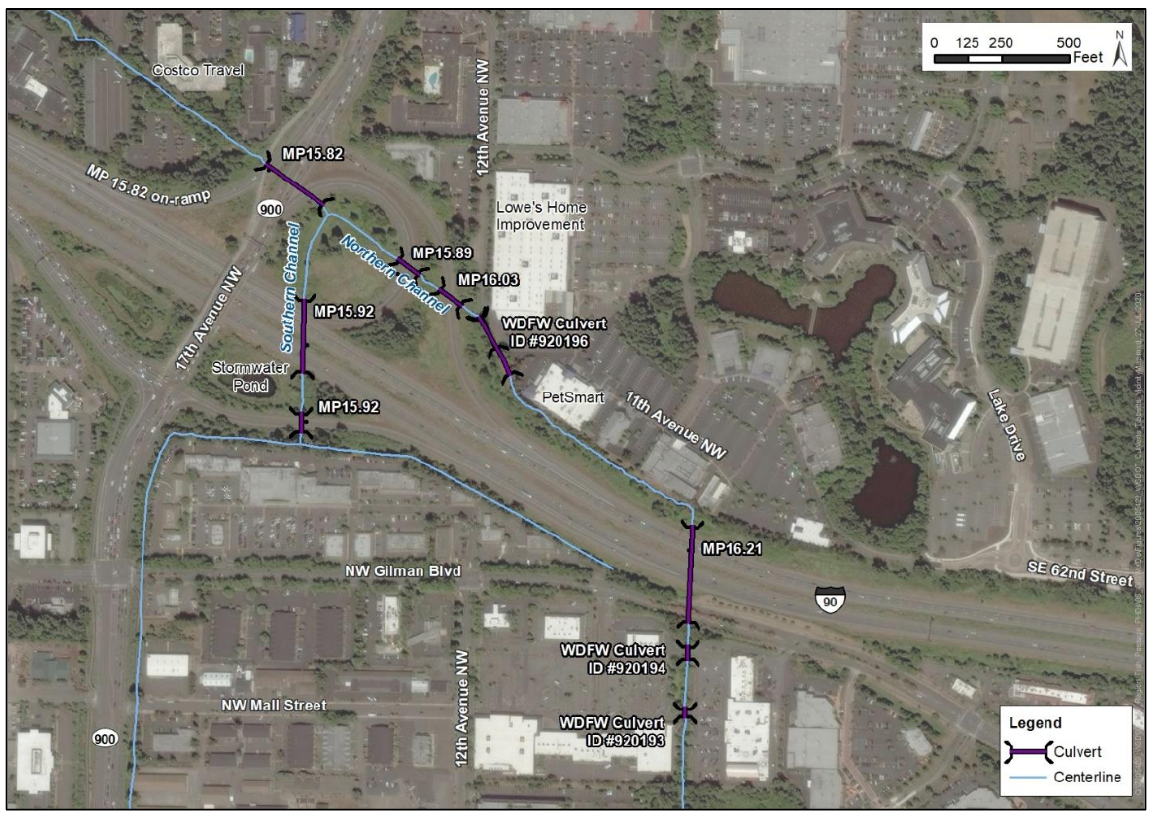 Costco Travel
12th Avenue NW
N
0 125 250 500
Feet
MP15.82
MP 15.82 on-ramp
900
Lowe's Home
Improvement
Southern Channel
Northern Channel
MP15.89
MP16.03
MP15.92
17th Avenue NW
WDFW Culvert
ID #920196
Stormwater
Pond
PetSmart
11th Avenue NW
Lake Drive
MP15.92
MP16.21
NW Gilman Blvd
SE 62nd Street
90
WDFW Culvert
ID #920194
12th Avenue NW
NW Mall Street
WDFW Culvert
ID #920193
900
Legend
Culvert
Centerline